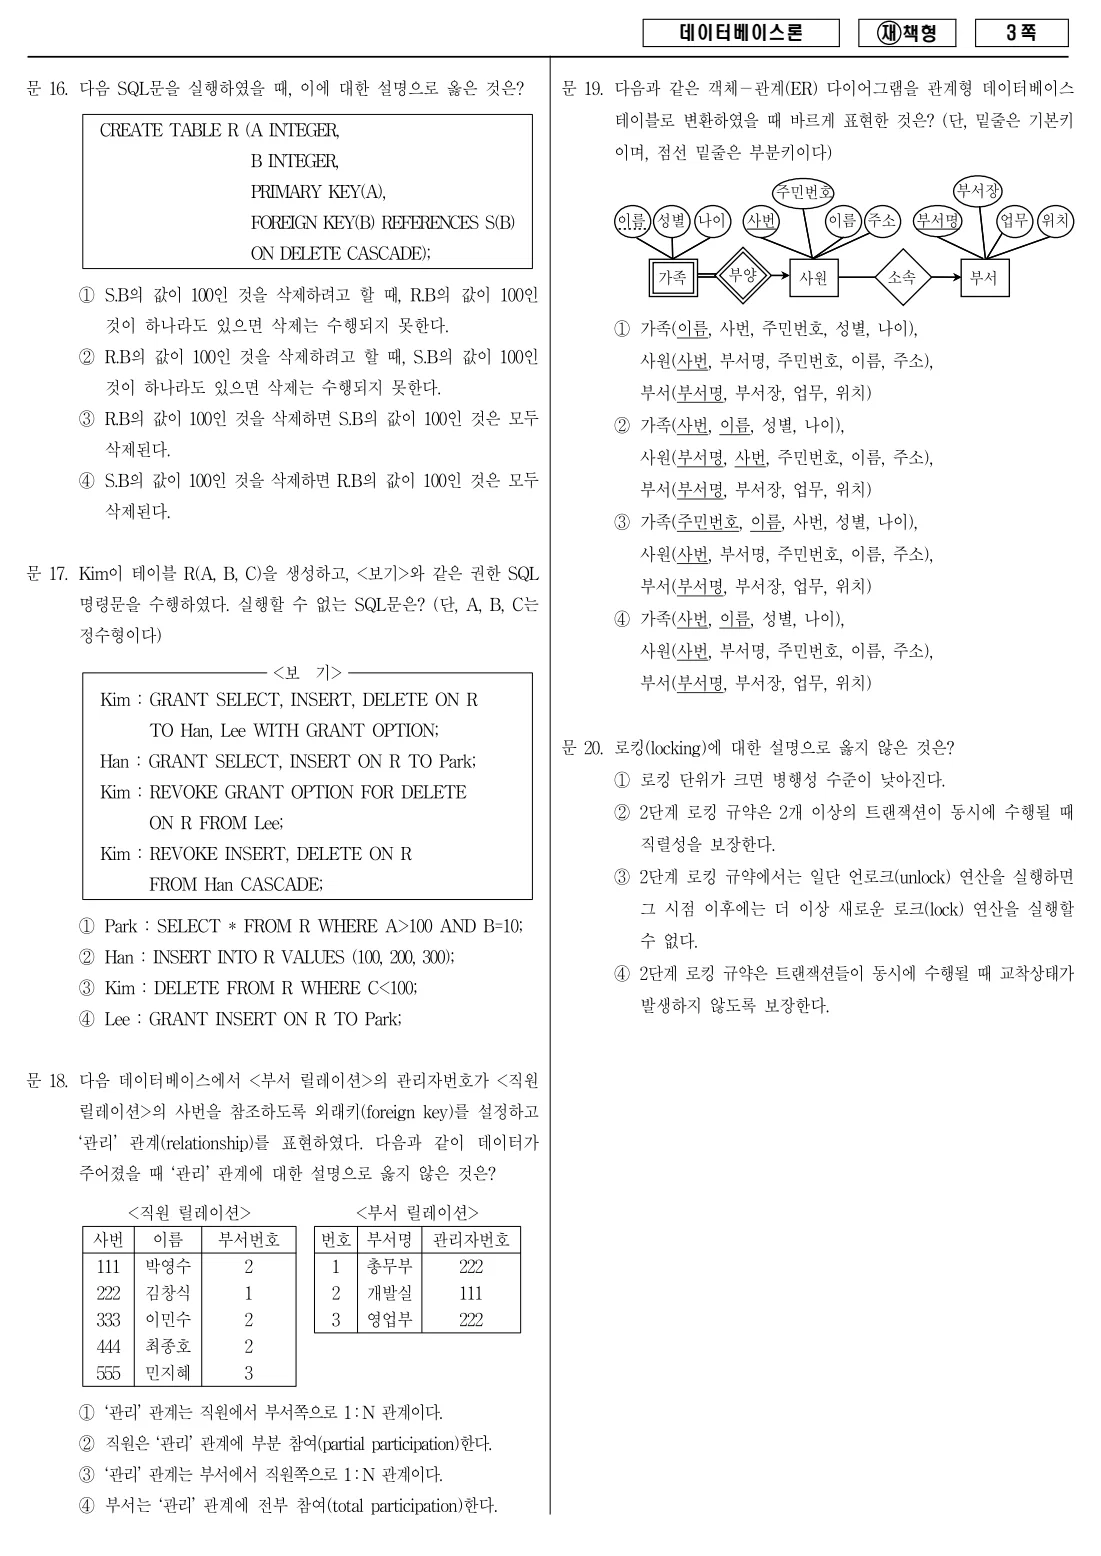 데이터베이스론
재책형
3쪽
문 16. 다음 SQL문을 실행하였을 때, 이에 대한 설명으로 옳은 것은?
CREATE TABLE R (A INTEGER,
B INTEGER,
PRIMARY KEY(A),
FOREIGN KEY(B) REFERENCES S(B)
ON DELETE CASCADE);
① S.B의 값이 100인 것을 삭제하려고 할 때, R.B의 값이 100인
것이 하나라도 있으면 삭제는 수행되지 못한다.
② R.B의 값이 100인 것을 삭제하려고 할 때, S.B의 값이 100인
것이 하나라도 있으면 삭제는 수행되지 못한다.
③ R.B의 값이 100인 것을 삭제하면 S.B의 값이 100인 것은 모두
삭제된다.
④ S.B의 값이 100인 것을 삭제하면 R.B의 값이 100인 것은 모두
삭제된다.
문 17. Kim이 테이블 R(A, B, C)을 생성하고, <보기>와 같은 권한 SQL
명령문을 수행하였다. 실행할 수 없는 SQL문은? (단, A, B, C는
정수형이다)
<보 기>
Kim : GRANT SELECT, INSERT, DELETE ON R
TO Han, Lee WITH GRANT OPTION;
Han : GRANT SELECT, INSERT ON R TO Park;
Kim : REVOKE GRANT OPTION FOR DELETE
ON R FROM Lee;
Kim : REVOKE INSERT, DELETE ON R
FROM Han CASCADE;
① Park : SELECT * FROM R WHERE A>100 AND B=10;
② Han : INSERT INTO R VALUES (100, 200, 300);
③ Kim : DELETE FROM R WHERE C<100;
④ Lee : GRANT INSERT ON R TO Park;
문 18. 다음 데이터베이스에서 <부서 릴레이션>의 관리자번호가 <직원
릴레이션>의 사번을 참조하도록 외래키(foreign key)를 설정하고
‘관리’ 관계(relationship)를 표현하였다. 다음과 같이 데이터가
주어졌을 때 ‘관리’ 관계에 대한 설명으로 옳지 않은 것은?
<직원 릴레이션>
사번 이름 부서번호
111 박영수 2
222 김창식 1
333 이민수 2
444 최종호 2
555 민지혜 3
<부서 릴레이션>
번호 부서명 관리자번호
1 총무부 222
2 개발실 111
3 영업부 222
① ‘관리’ 관계는 직원에서 부서쪽으로 1 : N 관계이다.
② 직원은 ‘관리’ 관계에 부분 참여(partial participation)한다.
③ ‘관리’ 관계는 부서에서 직원쪽으로 1 : N 관계이다.
④ 부서는 ‘관리’ 관계에 전부 참여(total participation)한다.
문 19. 다음과 같은 객체－관계(ER) 다이어그램을 관계형 데이터베이스
테이블로 변환하였을 때 바르게 표현한 것은? (단, 밑줄은 기본키
이며, 점선 밑줄은 부분키이다)
주민번호 부서장
이름 성별 나이 사번 이름 주소 부서명 업무 위치
가족 부양 사원 소속 부서
① 가족(이름, 사번, 주민번호, 성별, 나이),
사원(사번, 부서명, 주민번호, 이름, 주소),
부서(부서명, 부서장, 업무, 위치)
② 가족(사번, 이름, 성별, 나이),
사원(부서명, 사번, 주민번호, 이름, 주소),
부서(부서명, 부서장, 업무, 위치)
③ 가족(주민번호, 이름, 사번, 성별, 나이),
사원(사번, 부서명, 주민번호, 이름, 주소),
부서(부서명, 부서장, 업무, 위치)
④ 가족(사번, 이름, 성별, 나이),
사원(사번, 부서명, 주민번호, 이름, 주소),
부서(부서명, 부서장, 업무, 위치)
문 20. 로킹(locking)에 대한 설명으로 옳지 않은 것은?
① 로킹 단위가 크면 병행성 수준이 낮아진다.
② 2단계 로킹 규약은 2개 이상의 트랜잭션이 동시에 수행될 때
직렬성을 보장한다.
③ 2단계 로킹 규약에서는 일단 언로크(unlock) 연산을 실행하면
그 시점 이후에는 더 이상 새로운 로크(lock) 연산을 실행할
수 없다.
④ 2단계 로킹 규약은 트랜잭션들이 동시에 수행될 때 교착상태가
발생하지 않도록 보장한다.